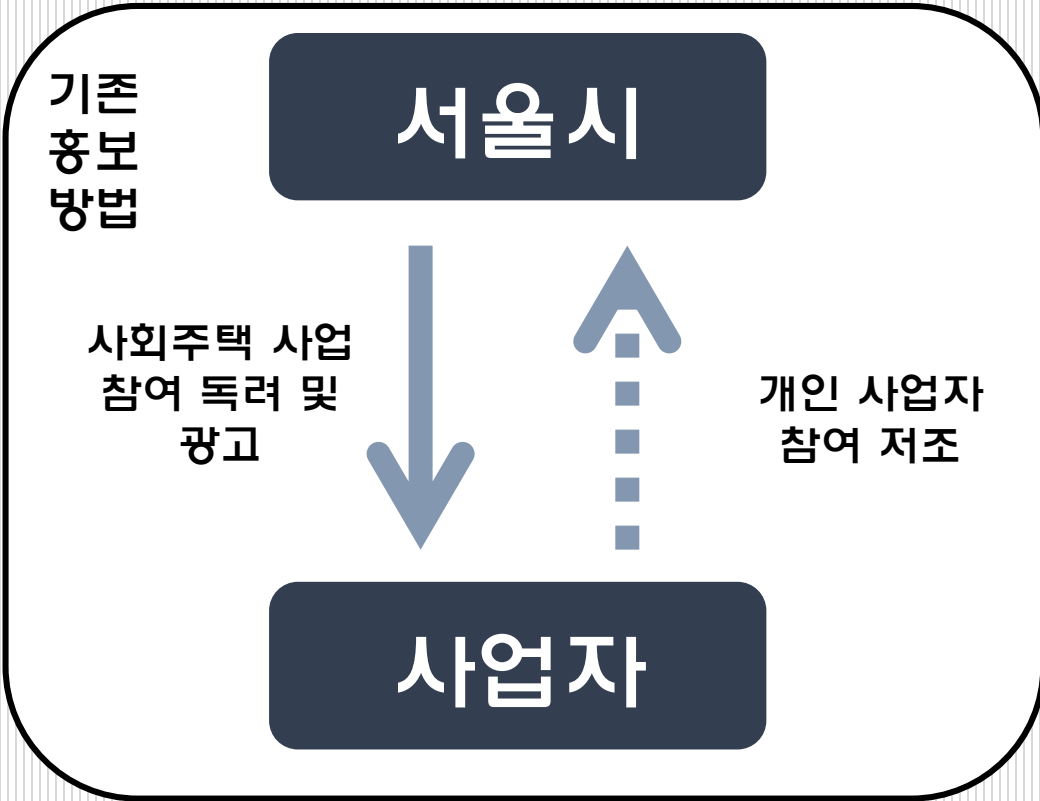 기존
홍보
방법
서울시
사회주택 사업
참여 독려 및
광고
개인 사업자
참여 저조
사업자